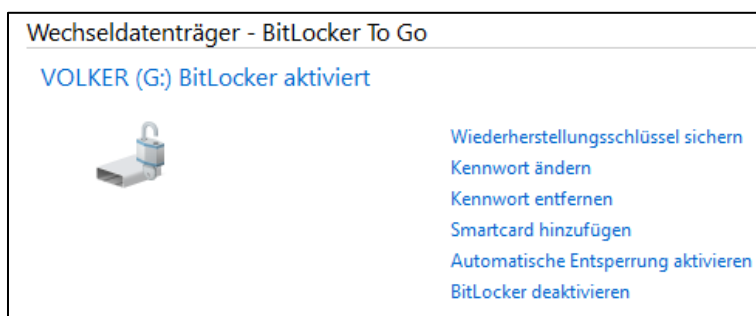 Wechseldatenträger - BitLocker To Go
VOLKER (G:) BitLocker aktiviert
Wiederherstellungsschlüssel sichern
Kennwort ändern
Kennwort entfernen
Smartcard hinzufügen
Automatische Entsperrung aktivieren
BitLocker deaktivieren